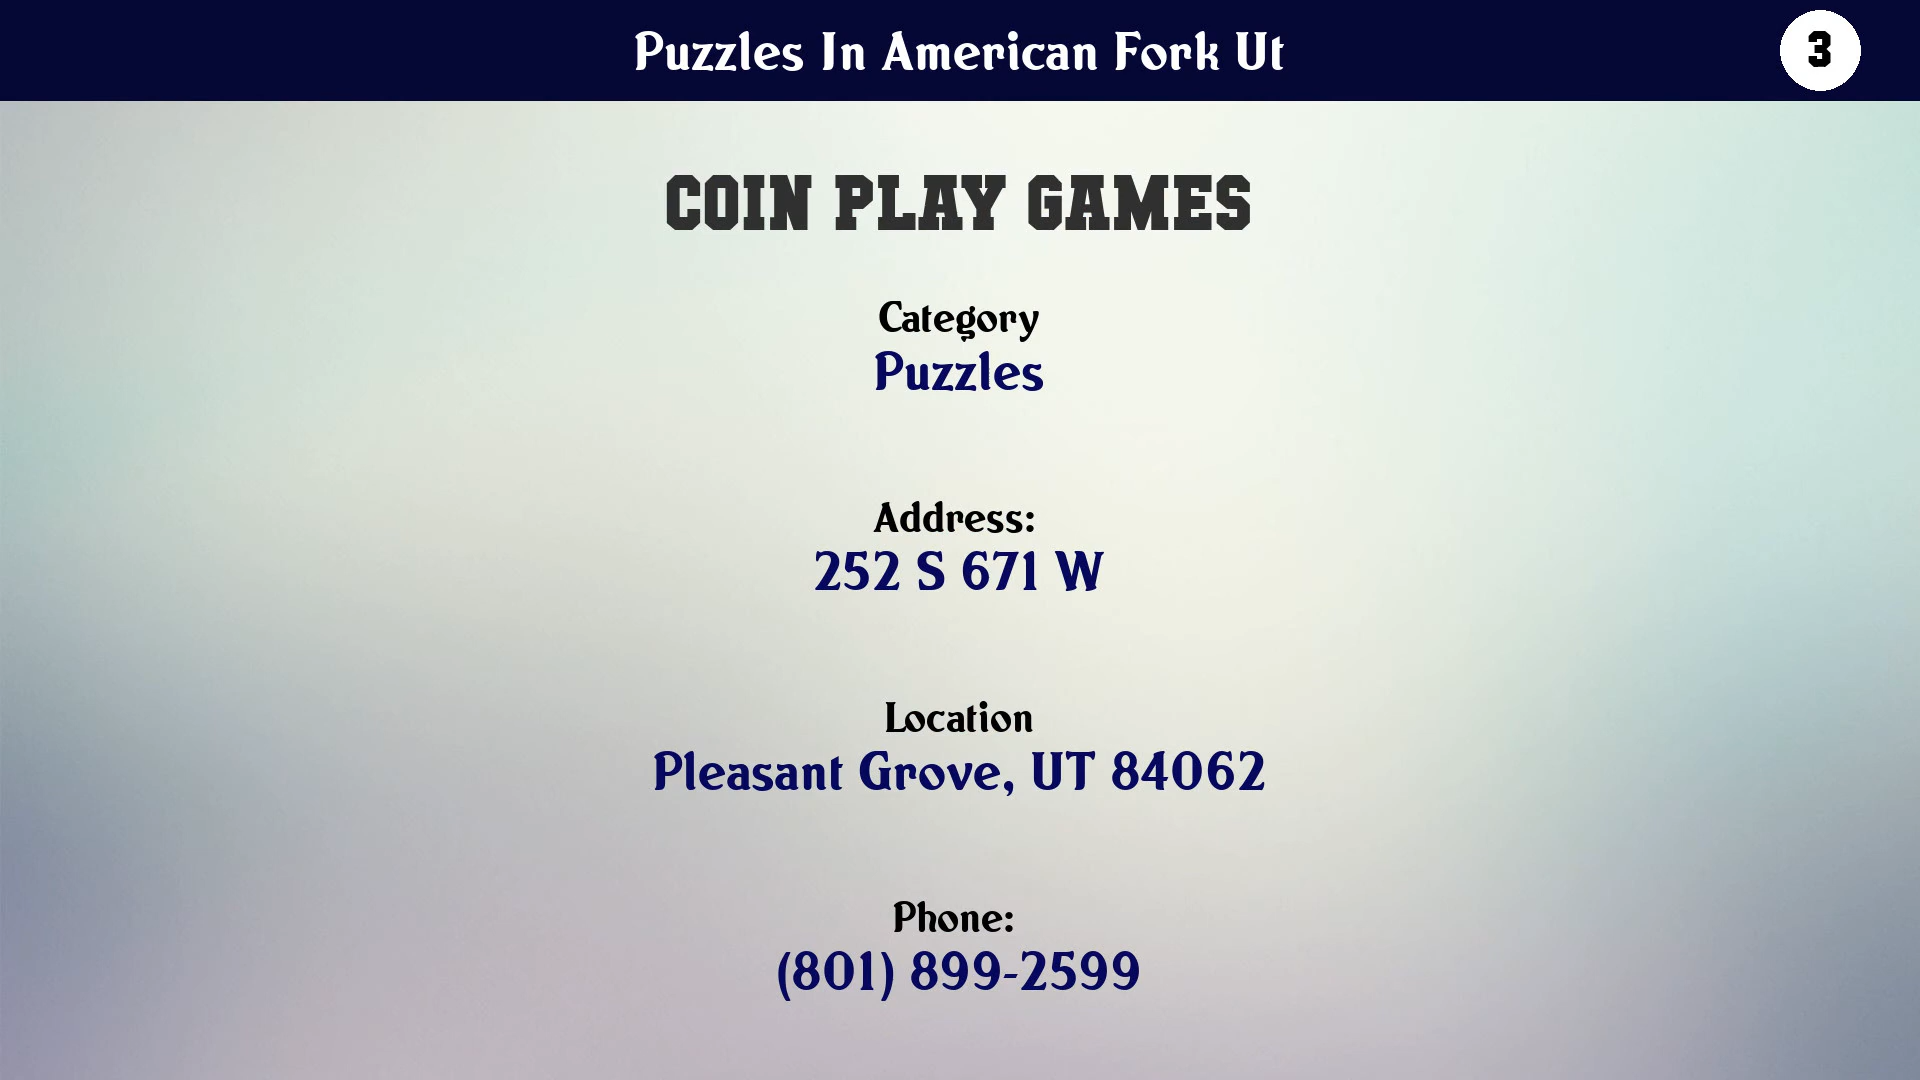 Puzzles In American Fork Ut
3
COIN PLAY GAMES
Category
Puzzles
Address:
252 S 671 W
Location
Pleasant Grove, UT 84062
Phone:
(801) 899-2599